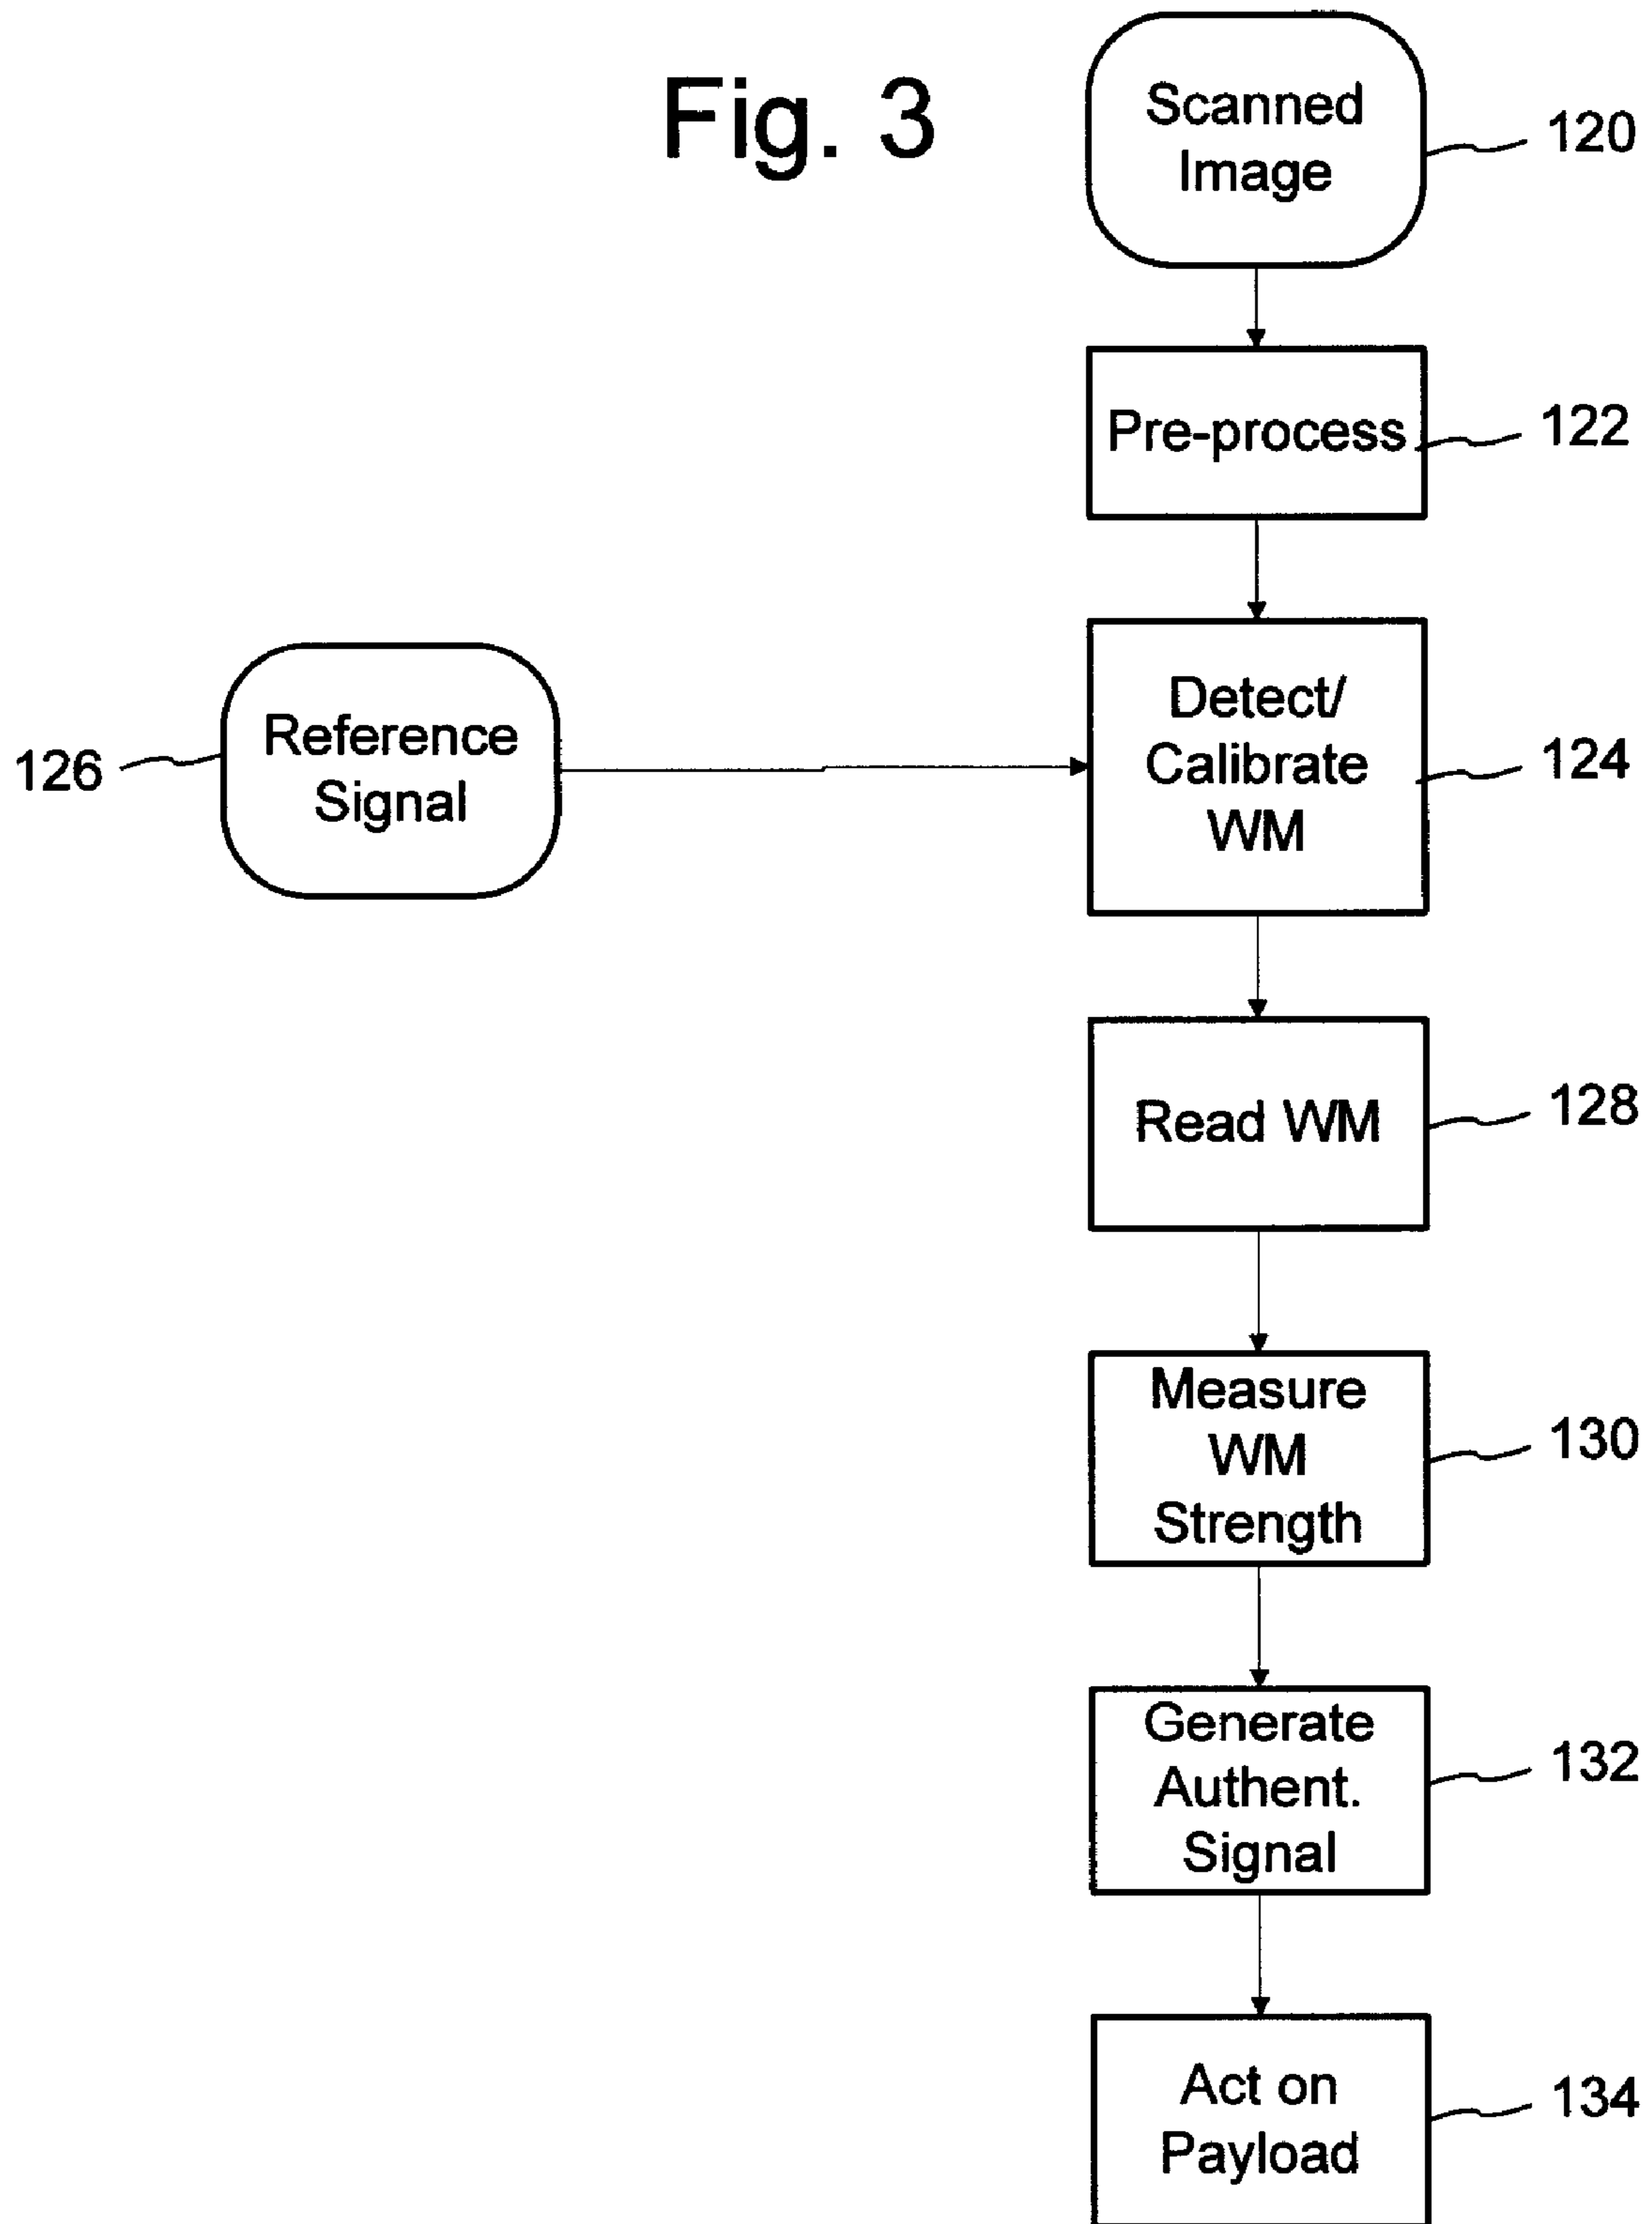 Fig. 3
Scanned
Image
120
Pre-process
122
Detect/
Calibrate
WM
124
Reference
Signal
126
Read WM
128
Measure
WM
Strength
130
Generate
Authent.
Signal
132
Act on
Payload
134